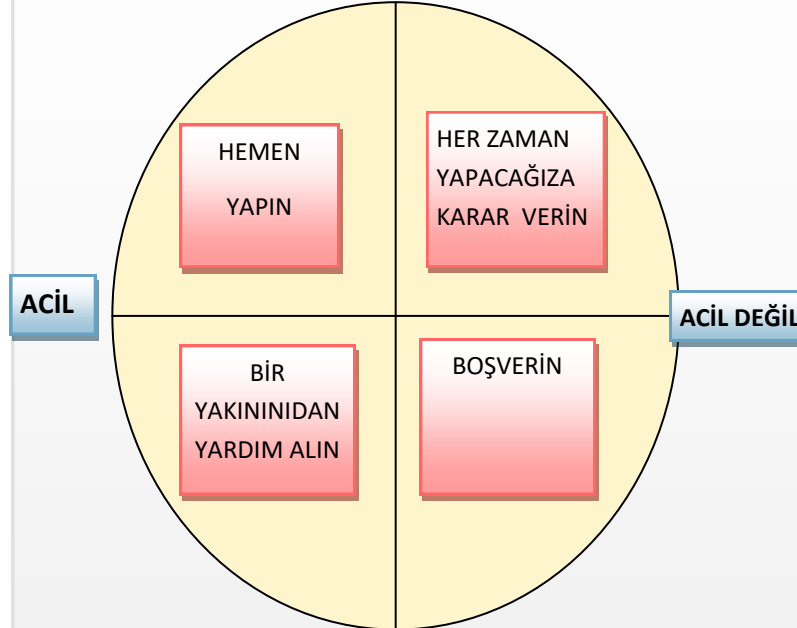 HEMEN
YAPIN
HER ZAMAN
YAPACAĞIZA
KARAR VERİN
ACİL
ACİL DEĞİL
BİR
YAKININIDAN
YARDIM ALIN
BOŞVERİN